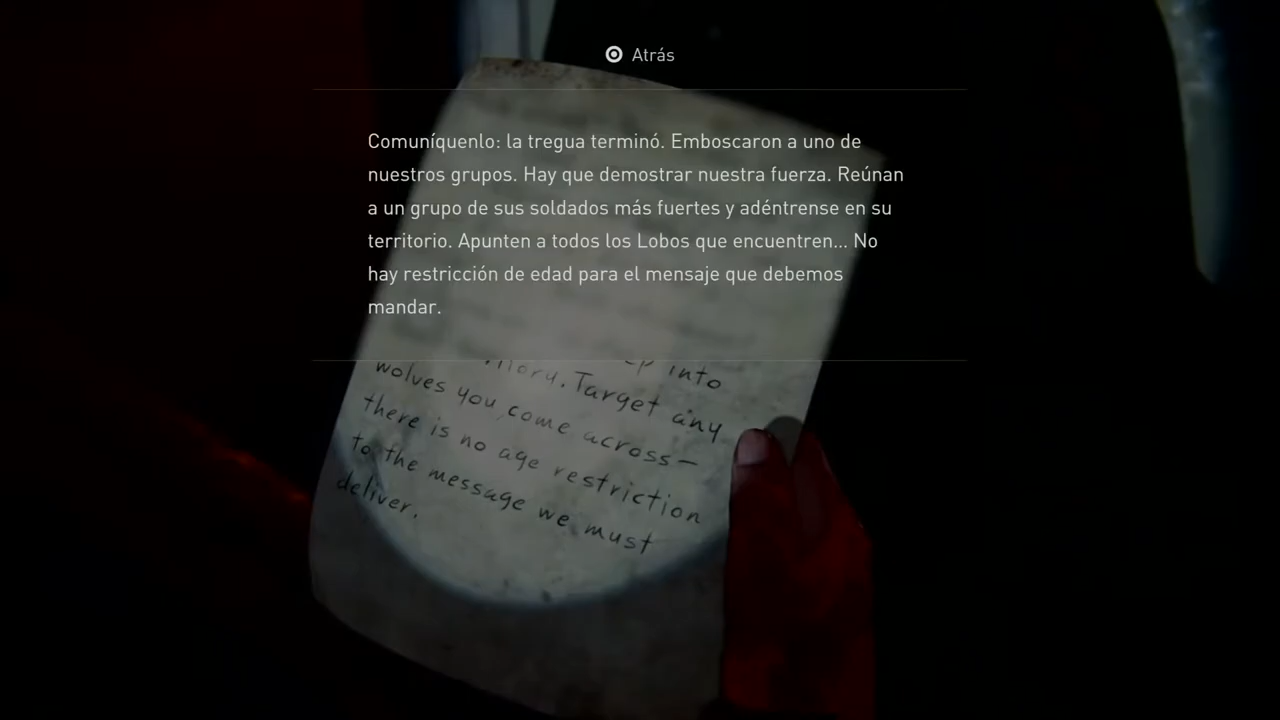 Atrás
Comuníquenlo: la tregua terminó. Emboscaron a uno de
nuestros grupos. Hay que demostrar nuestra fuerza. Reúnan
a un grupo de sus soldados más fuertes y adéntrense en su
territorio. Apunten a todos los Lobos que encuentren... No
hay restricción de edad para el mensaje que debemos
mandar.
into
Target any
wolves you come across—
there is no age restriction
to the message we must
deliver.